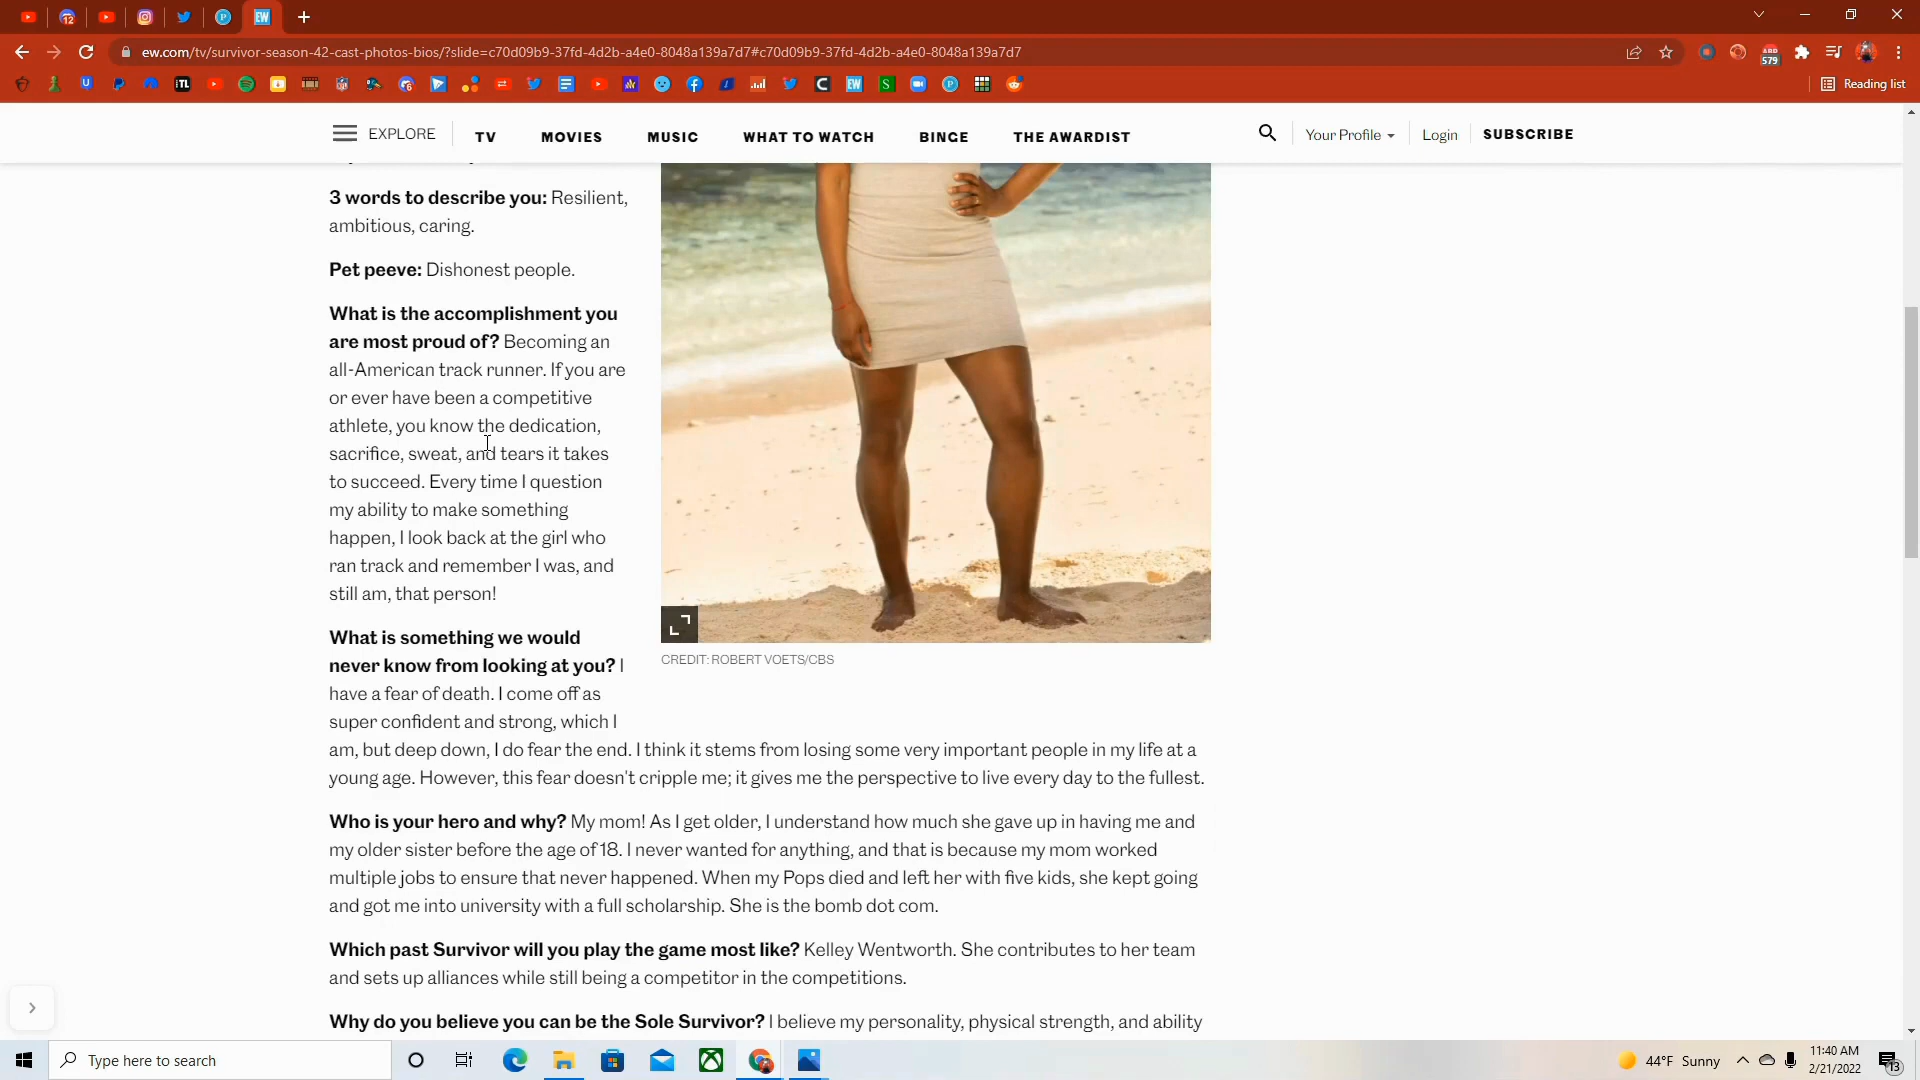 12
EW
ew.com/tv/survivor-season-42-cast-photos-bios/?slide=c70d09b9-37fd-4d2b-a4e0-8048a139a7d7#c70d09b9-37fd-4d2b-a4e0-8048a139a7d7
579
Reading list
EXPLORE
TV
MOVIES
MUSIC
WHAT TO WATCH
BINGE
THE AWARDIST
Your Profile
Login
SUBSCRIBE
3 words to describe you: Resilient,
ambitious, caring.
Pet peeve: Dishonest people.
What is the accomplishment you
are most proud of? Becoming an
all-American track runner. If you are
or ever have been a competitive
athlete, you know the dedication,
sacrifice, sweat, and tears it takes
to succeed. Every time I question
my ability to make something
happen, I look back at the girl who
ran track and remember I was, and
still am, that person!
CREDIT: ROBERT VOETS/CBS
What is something we would
never know from looking at you? I
have a fear of death. I come off as
super confident and strong, which I
am, but deep down, I do fear the end. I think it stems from losing some very important people in my life at a
young age. However, this fear doesn't cripple me; it gives me the perspective to live every day to the fullest.
Who is your hero and why? My mom! As I get older, I understand how much she gave up in having me and
my older sister before the age of 18. I never wanted for anything, and that is because my mom worked
multiple jobs to ensure that never happened. When my Pops died and left her with five kids, she kept going
and got me into university with a full scholarship. She is the bomb dot com.
Which past Survivor will you play the game most like? Kelley Wentworth. She contributes to her team
and sets up alliances while still being a competitor in the competitions.
Why do you believe you can be the Sole Survivor? I believe my personality, physical strength, and ability
Type here to search
44°F Sunny
11:40 AM
2/21/2022
13